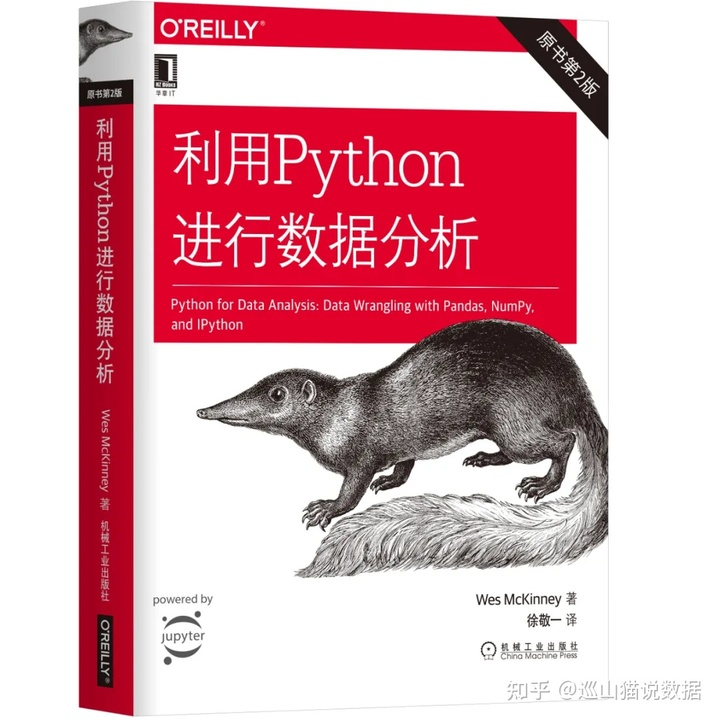 O'REILLY®
原书第2版
HZ Books
华章IT
利用Python
进行数据分析
Python for Data Analysis: Data Wrangling with Pandas, NumPy,
and IPython
powered by
jupyter
Wes McKinney 著
徐敬一 译
机械工业出版社
China Machine Press
原书第2版
利用Python进行数据分析
Wes McKinney 著
机械工业出版社
O'REILLY®
知乎 @巡山猫说数据